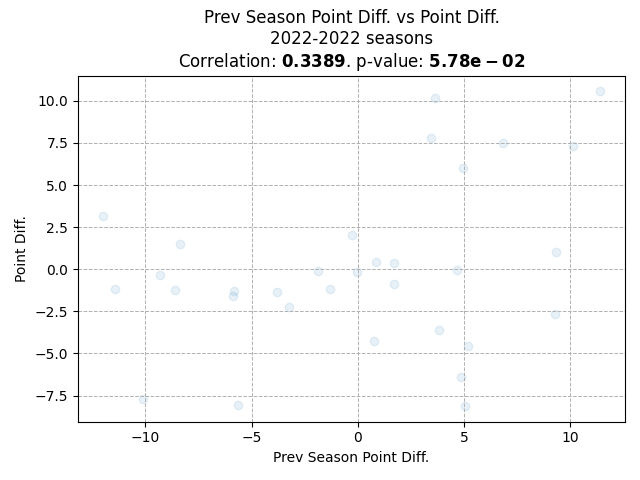 Prev Season Point Diff. vs Point Diff.
2022-2022 seasons
Correlation: 0.3389. p-value: 5.78e − 02
10.0
7.5
5.0
2.5
0.0
−2.5
−5.0
−7.5
Point Diff.
−10
−5
0
5
10
Prev Season Point Diff.